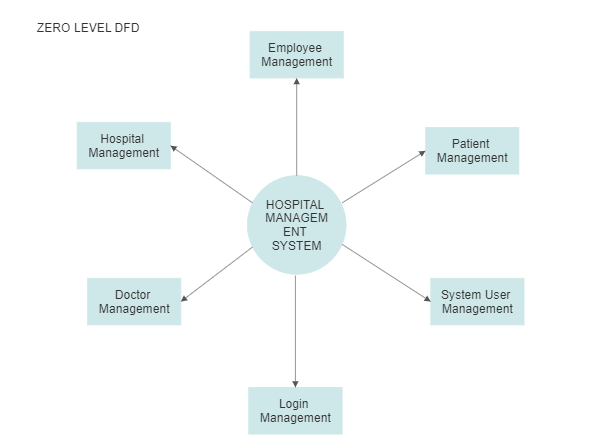 ZERO LEVEL DFD
Employee
Management
Hospital
Management
Patient
Management
HOSPITAL
MANAGEM
ENT
SYSTEM
Doctor
Management
System User
Management
Login
Management